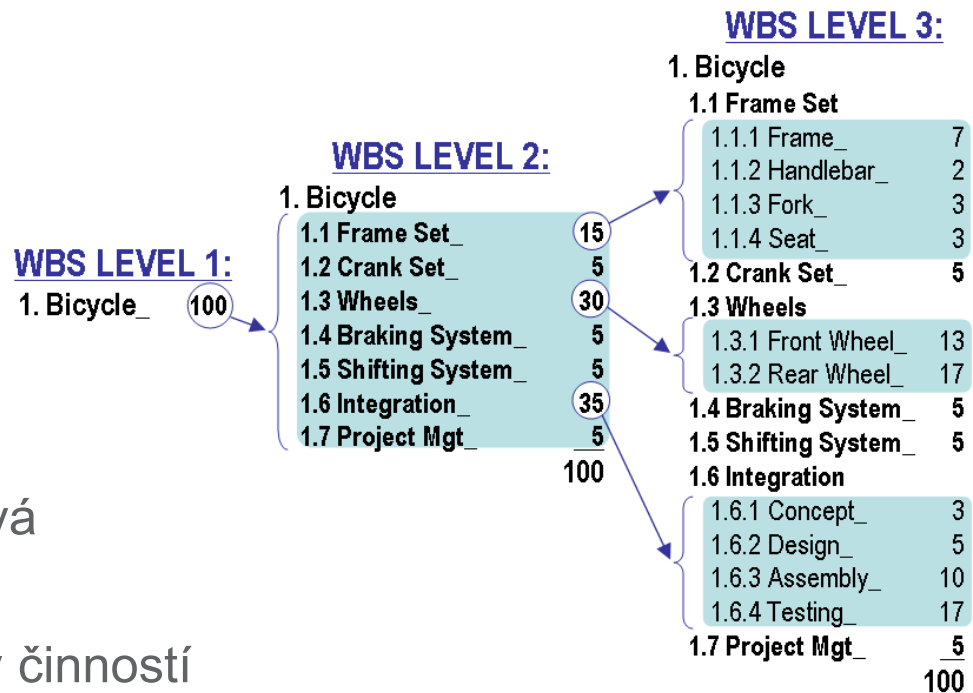 WBS LEVEL 1:
1. Bicycle_ 100
WBS LEVEL 2:
1. Bicycle
1.1 Frame Set_ 15
1.2 Crank Set_ 5
1.3 Wheels_ 30
1.4 Braking System_ 5
1.5 Shifting System_ 5
1.6 Integration_ 35
1.7 Project Mgt_ 5
100
WBS LEVEL 3:
1. Bicycle
1.1 Frame Set
1.1.1 Frame_ 7
1.1.2 Handlebar_ 2
1.1.3 Fork_ 3
1.1.4 Seat_ 3
1.2 Crank Set_ 5
1.3 Wheels
1.3.1 Front Wheel_ 13
1.3.2 Rear Wheel_ 17
1.4 Braking System_ 5
1.5 Shifting System_ 5
1.6 Integration
1.6.1 Concept_ 3
1.6.2 Design_ 5
1.6.3 Assembly_ 10
1.6.4 Testing_ 17
1.7 Project Mgt_ 5
100
vá
činností